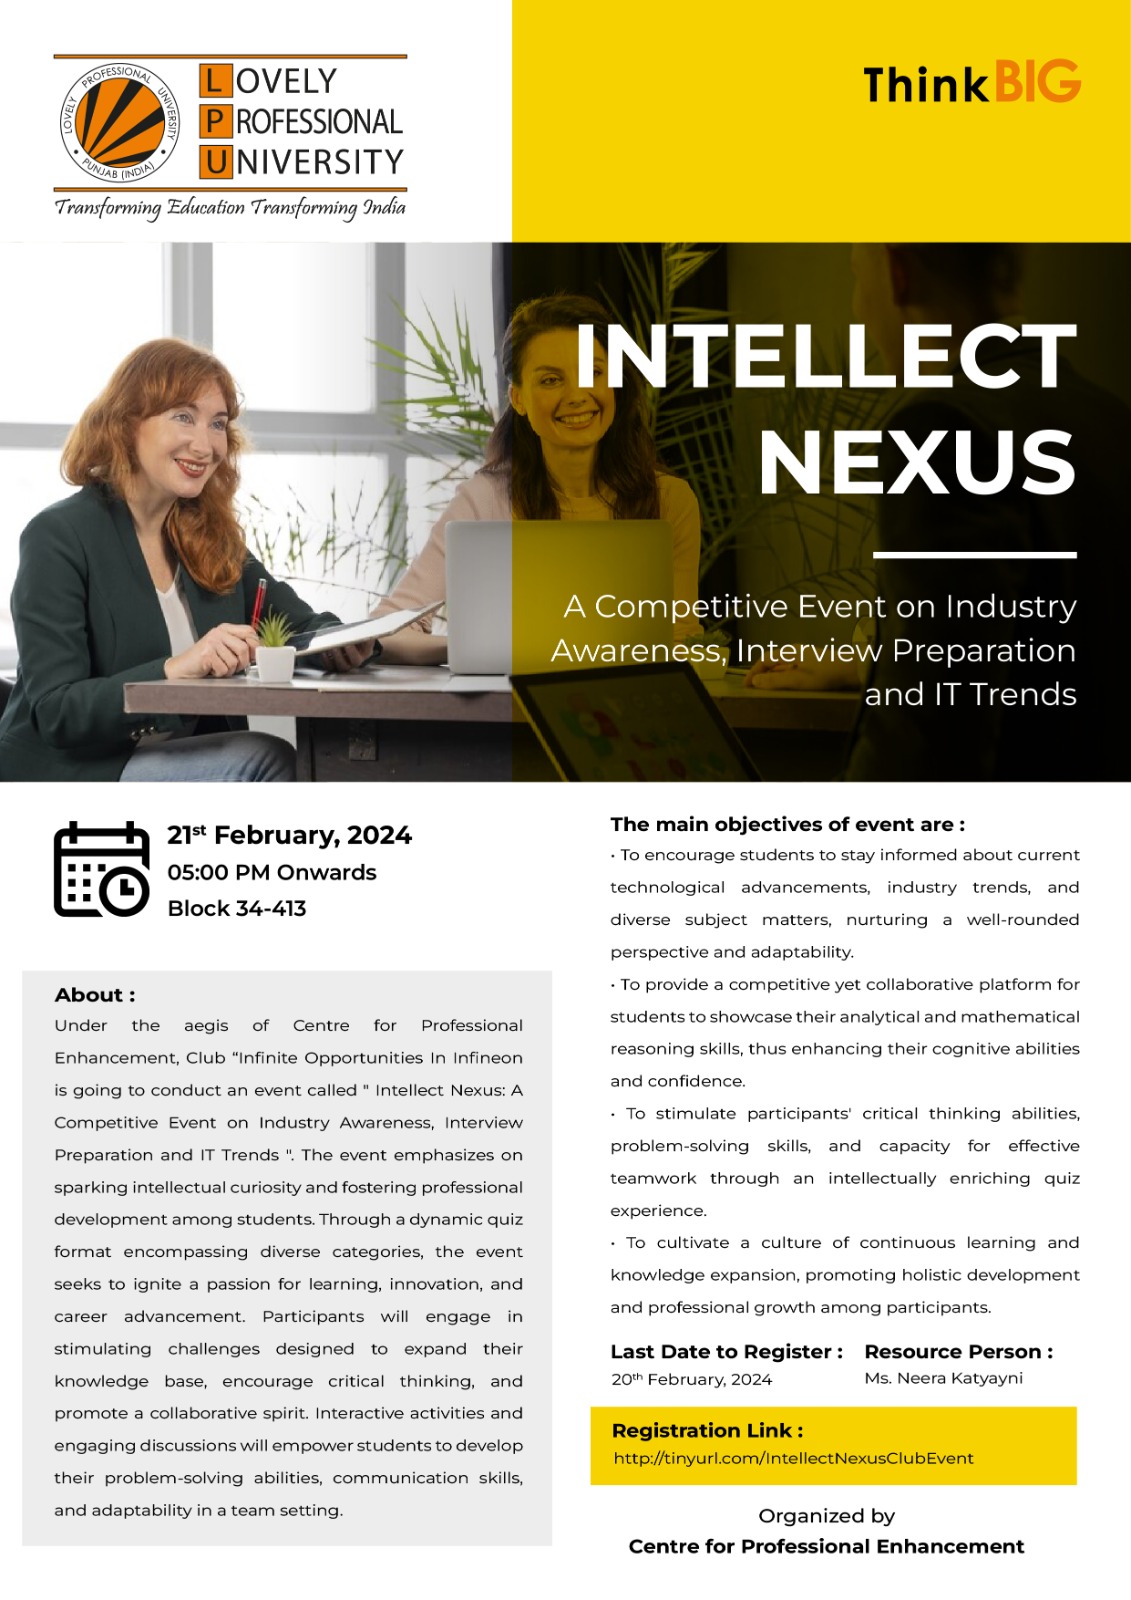 LOVELY PROFESSIONAL UNIVERSITY
PUNJAB (INDIA)
LOVELY
PROFESSIONAL
UNIVERSITY
Transforming Education Transforming India
ThinkBIG
INTELLECT
NEXUS
A Competitive Event on Industry
Awareness, Interview Preparation
and IT Trends
21st February, 2024
05:00 PM Onwards
Block 34-413
About :
Under the aegis of Centre for Professional
Enhancement, Club “Infinite Opportunities In Infineon
is going to conduct an event called " Intellect Nexus: A
Competitive Event on Industry Awareness, Interview
Preparation and IT Trends ". The event emphasizes on
sparking intellectual curiosity and fostering professional
development among students. Through a dynamic quiz
format encompassing diverse categories, the event
seeks to ignite a passion for learning, innovation, and
career advancement. Participants will engage in
stimulating challenges designed to expand their
knowledge base, encourage critical thinking, and
promote a collaborative spirit. Interactive activities and
engaging discussions will empower students to develop
their problem-solving abilities, communication skills,
and adaptability in a team setting.
The main objectives of event are :
• To encourage students to stay informed about current
technological advancements, industry trends, and
diverse subject matters, nurturing a well-rounded
perspective and adaptability.
• To provide a competitive yet collaborative platform for
students to showcase their analytical and mathematical
reasoning skills, thus enhancing their cognitive abilities
and confidence.
• To stimulate participants' critical thinking abilities,
problem-solving skills, and capacity for effective
teamwork through an intellectually enriching quiz
experience.
• To cultivate a culture of continuous learning and
knowledge expansion, promoting holistic development
and professional growth among participants.
Last Date to Register :
20th February, 2024
Resource Person :
Ms. Neera Katyayni
Registration Link :
http://tinyurl.com/IntellectNexusClubEvent
Organized by
Centre for Professional Enhancement